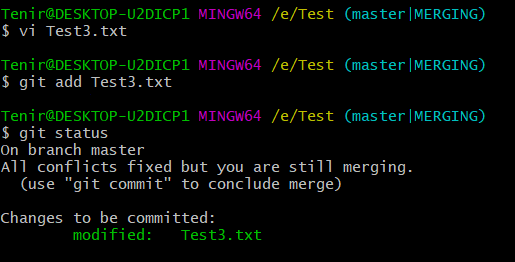 Tenir@DESKTOP-U2DICP1 MINGW64 /e/Test (master|MERGING)
$ vi Test3.txt
Tenir@DESKTOP-U2DICP1 MINGW64 /e/Test (master|MERGING)
$ git add Test3.txt
Tenir@DESKTOP-U2DICP1 MINGW64 /e/Test (master|MERGING)
$ git status
On branch master
All conflicts fixed but you are still merging.
  (use "git commit" to conclude merge)
Changes to be committed:
        modified:   Test3.txt